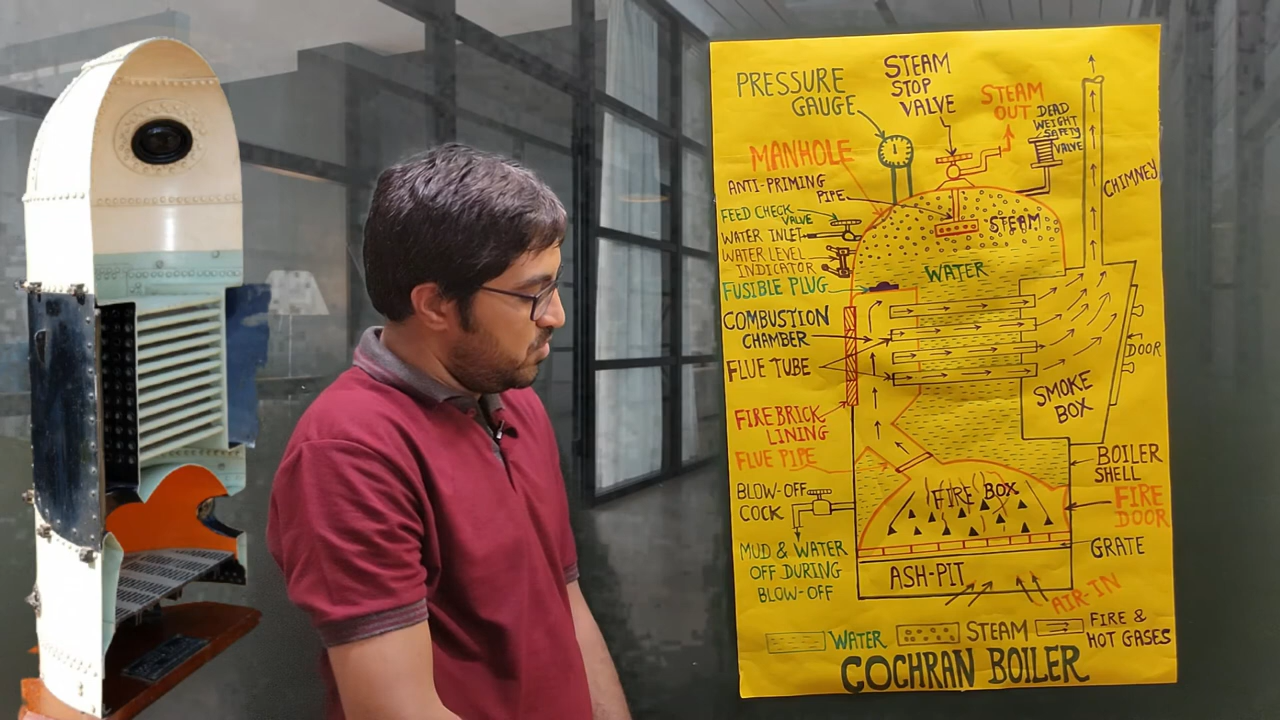 PRESSURE
GAUGE
STEAM
STOP
VALVE
STEAM
OUT
DEAD
WEIGHT
SAFETY
VALVE
MANHOLE
ANTI-PRIMING
PIPE
CHIMNEY
FEED CHECK
VALVE
WATER INLET
WATER LEVEL
INDICATOR
FUSIBLE PLUG
STEAM
WATER
COMBUSTION
CHAMBER
FLUE TUBE
DOOR
SMOKE
BOX
FIRE BRICK
LINING
FLUE PIPE
BOILER
SHELL
BLOW-OFF
COCK
FIRE BOX
FIRE
DOOR
GRATE
MUD & WATER
OFF DURING
BLOW-OFF
ASH-PIT
AIR-IN
WATER
STEAM
FIRE &
HOT GASES
COCHRAN BOILER